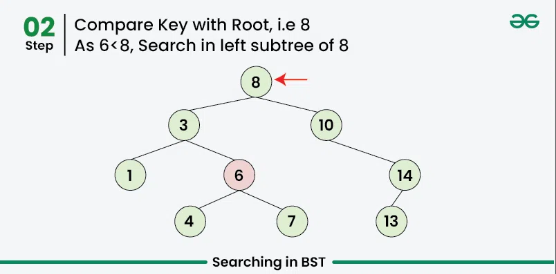 02
Step
Compare Key with Root, i.e 8
As 6<8, Search in left subtree of 8
8
3
10
1
6
14
4
7
13
Searching in BST